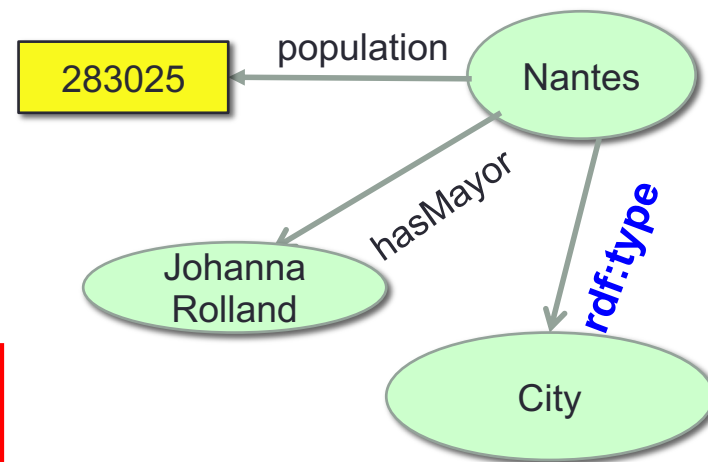 population
283025
Nantes
hasMayor
rdf:type
Johanna
Rolland
City